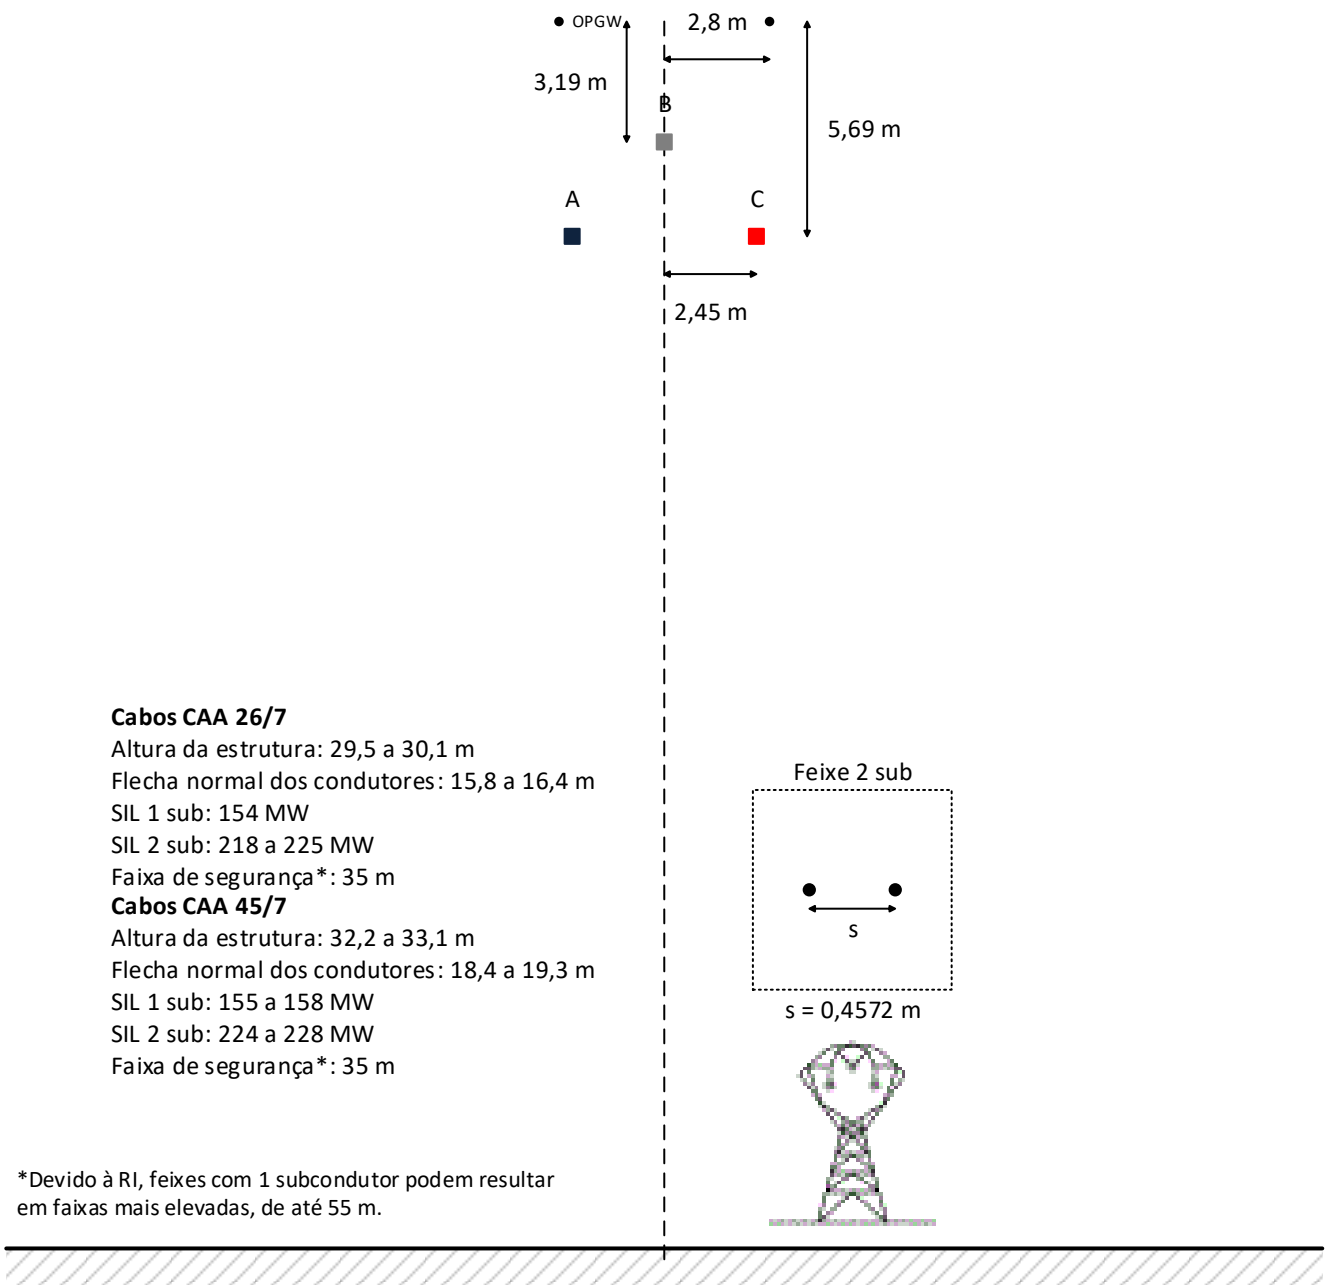 OPGW
2,8 m
3,19 m
B
5,69 m
A
C
2,45 m
Cabos CAA 26/7
Altura da estrutura: 29,5 a 30,1 m
Flecha normal dos condutores: 15,8 a 16,4 m
SIL 1 sub: 154 MW
SIL 2 sub: 218 a 225 MW
Faixa de segurança*: 35 m
Cabos CAA 45/7
Altura da estrutura: 32,2 a 33,1 m
Flecha normal dos condutores: 18,4 a 19,3 m
SIL 1 sub: 155 a 158 MW
SIL 2 sub: 224 a 228 MW
Faixa de segurança*: 35 m
Feixe 2 sub
s
s = 0,4572 m
*Devido à RI, feixes com 1 subcondutor podem resultar
em faixas mais elevadas, de até 55 m.